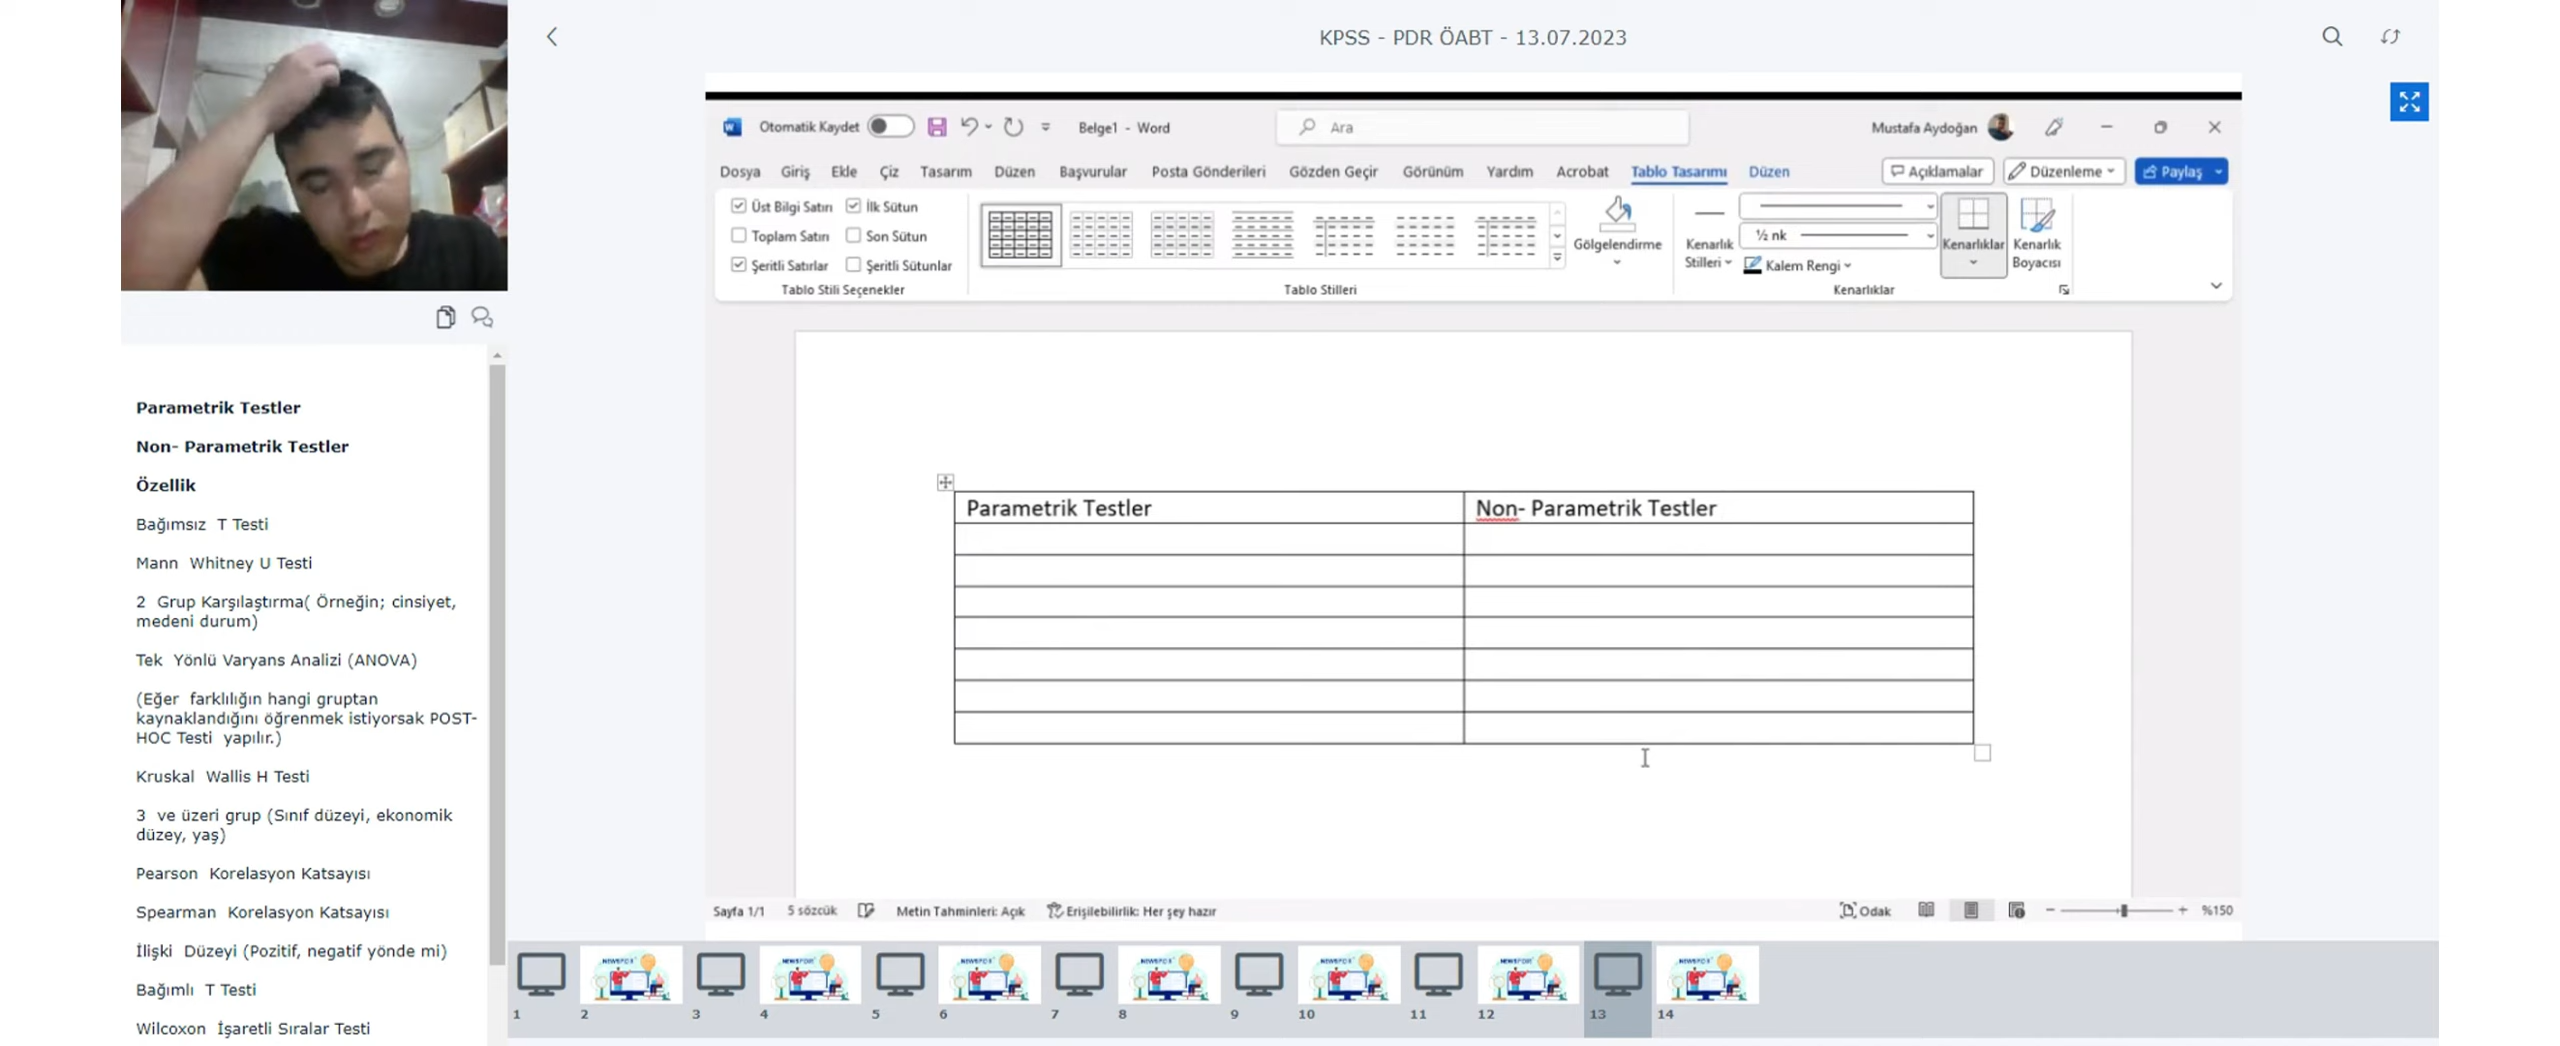 KPSS - PDR ÖABT - 13.07.2023
Otomatik Kaydet
Belge1 - Word
Ara
Mustafa Aydoğan
Dosya Giriş Ekle Çiz Tasarım Düzen Başvurular Posta Gönderileri Gözden Geçir Görünüm Yardım Acrobat Tablo Tasarımı Düzen
Açıklamalar
Düzenleme
Paylaş
Üst Bilgi Satırı
İlk Sütun
Toplam Satırı
Son Sütun
Şeritli Satırlar
Şeritli Sütunlar
Tablo Stili Seçenekler
Tablo Stilleri
Gölgelendirme
Kenarlık
Stilleri
½ nk
Kalem Rengi
Kenarlıklar
Kenarlık
Boyacısı
Kenarlıklar
Parametrik Testler
Non- Parametrik Testler
Özellik
Bağımsız T Testi
Mann Whitney U Testi
2 Grup Karşılaştırma( Örneğin; cinsiyet,
medeni durum)
Tek Yönlü Varyans Analizi (ANOVA)
(Eğer farklılığın hangi gruptan
kaynaklandığını öğrenmek istiyorsak POST-
HOC Testi yapılır.)
Kruskal Wallis H Testi
3 ve üzeri grup (Sınıf düzeyi, ekonomik
düzey, yaş)
Pearson Korelasyon Katsayısı
Spearman Korelasyon Katsayısı
İlişki Düzeyi (Pozitif, negatif yönde mi)
Bağımlı T Testi
Wilcoxon İşaretli Sıralar Testi
Parametrik Testler
Non- Parametrik Testler
Sayfa 1/1
5 sözcük
Metin Tahminleri: Açık
Erişilebilirlik: Her şey hazır
Odak
%150
1 2 3 4 5 6 7 8 9 10 11 12 13 14